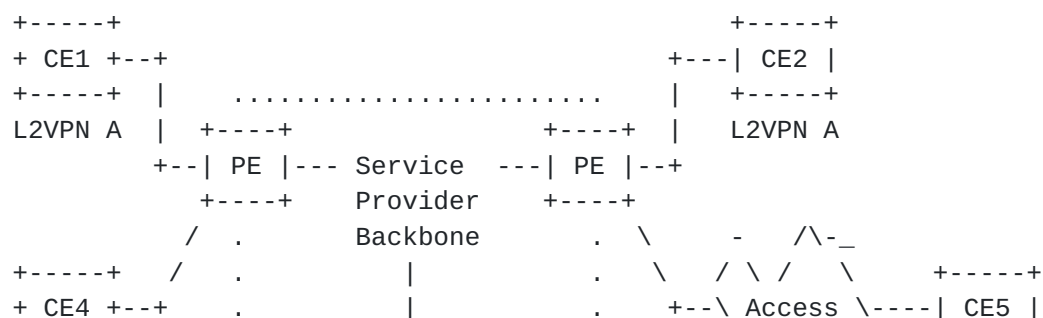 +-----+                                       +-----+
+ CE1 +--+                                +---| CE2 |
+-----+  |    ........................    |   +-----+
L2VPN A  |  +----+                +----+  |   L2VPN A
         +--| PE |--- Service  ---| PE |--+
            +----+    Provider    +----+
           /  .       Backbone       .  \     -   /\-_
+-----+   /   .          |           .   \   / \ /   \     +-----+
+ CE4 +--+    .          |           .    +--\ Access \----| CE5 |